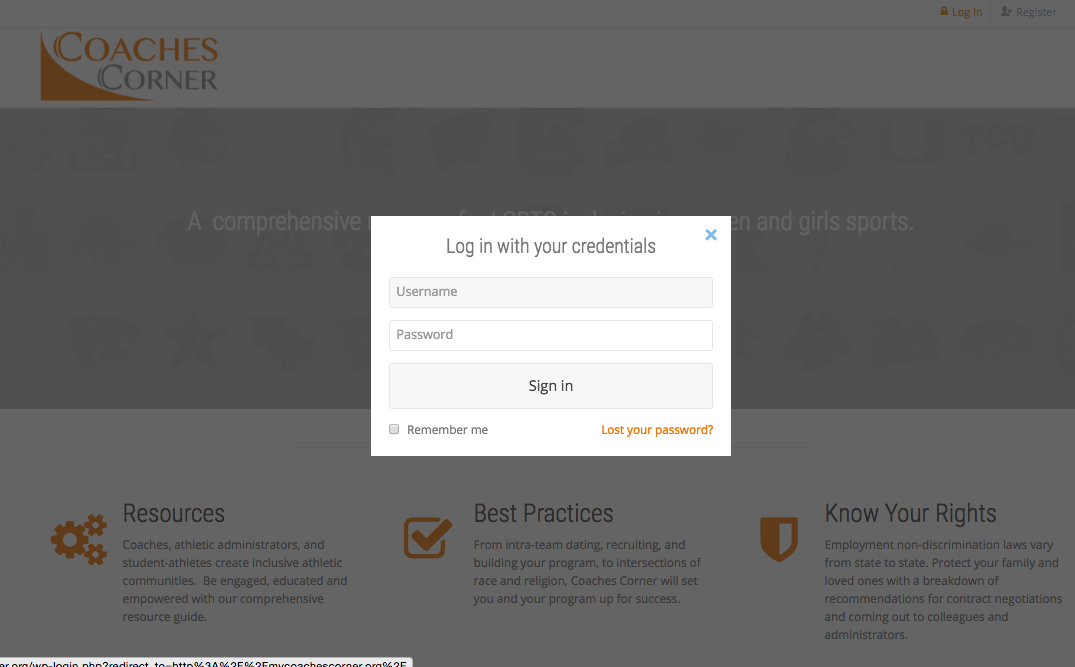 Log In
Register
COACHES
CORNER
A comprehensive
en and girls sports.
Log in with your credentials
Username
Password
Sign in
Remember me
Lost your password?
Resources
Coaches, athletic administrators, and
student-athletes create inclusive athletic
communities. Be engaged, educated and
empowered with our comprehensive
resource guide.
Best Practices
From intra-team dating, recruiting, and
building your program, to intersections of
race and religion, Coaches Corner will set
you and your program up for success.
Know Your Rights
Employment non-discrimination laws vary
from state to state. Protect your family and
loved ones with a breakdown of
recommendations for contract negotiations
and coming out to colleagues and
administrators.
er.org/wp-login.php?redirect_to=http%3A%2F%2Fmycoachescorner.org%2F